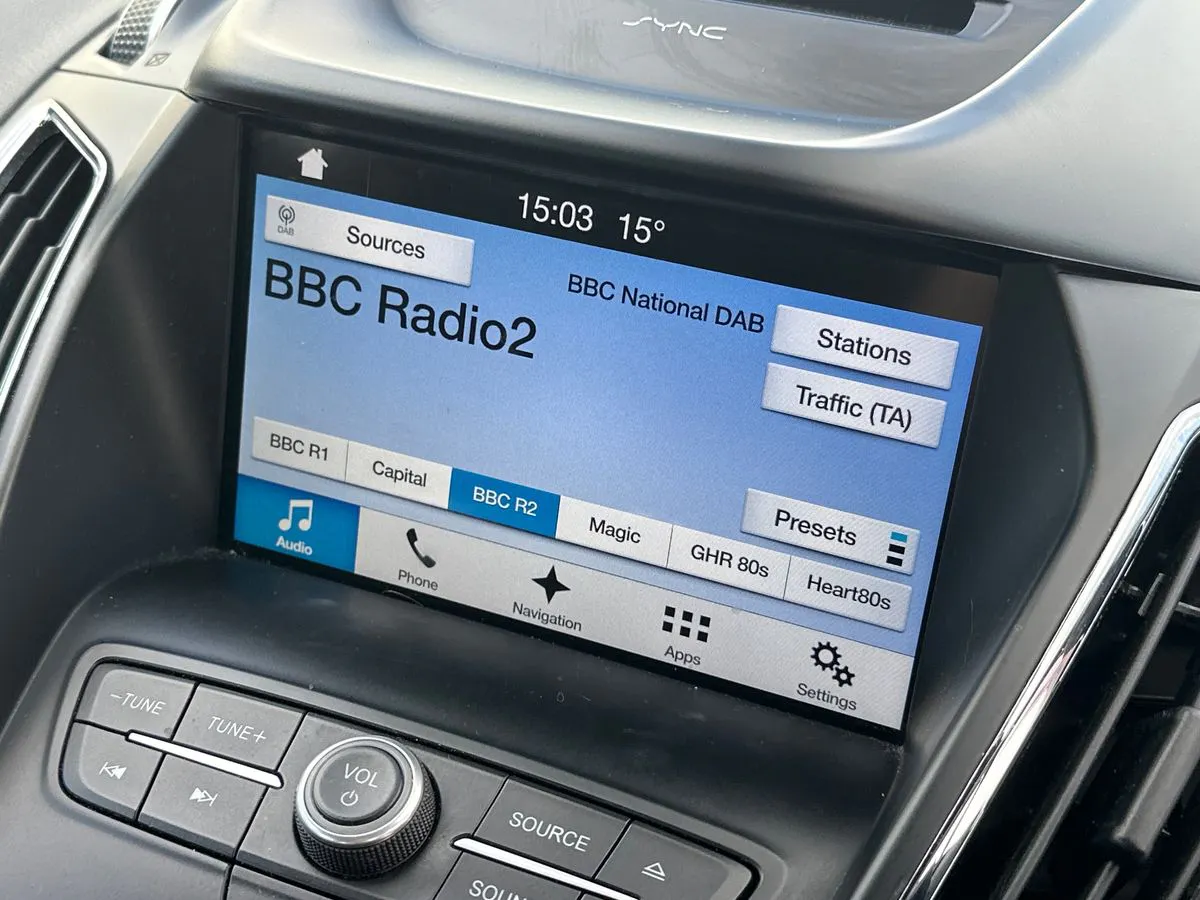 SYNC
15:03 15°
DAB
Sources
BBC Radio2
BBC National DAB
Stations
Traffic (TA)
Presets
BBC R1
Capital
BBC R2
Magic
GHR 80s
Heart80s
Audio
Phone
Navigation
Apps
Settings
−TUNE
TUNE+
VOL
SOURCE